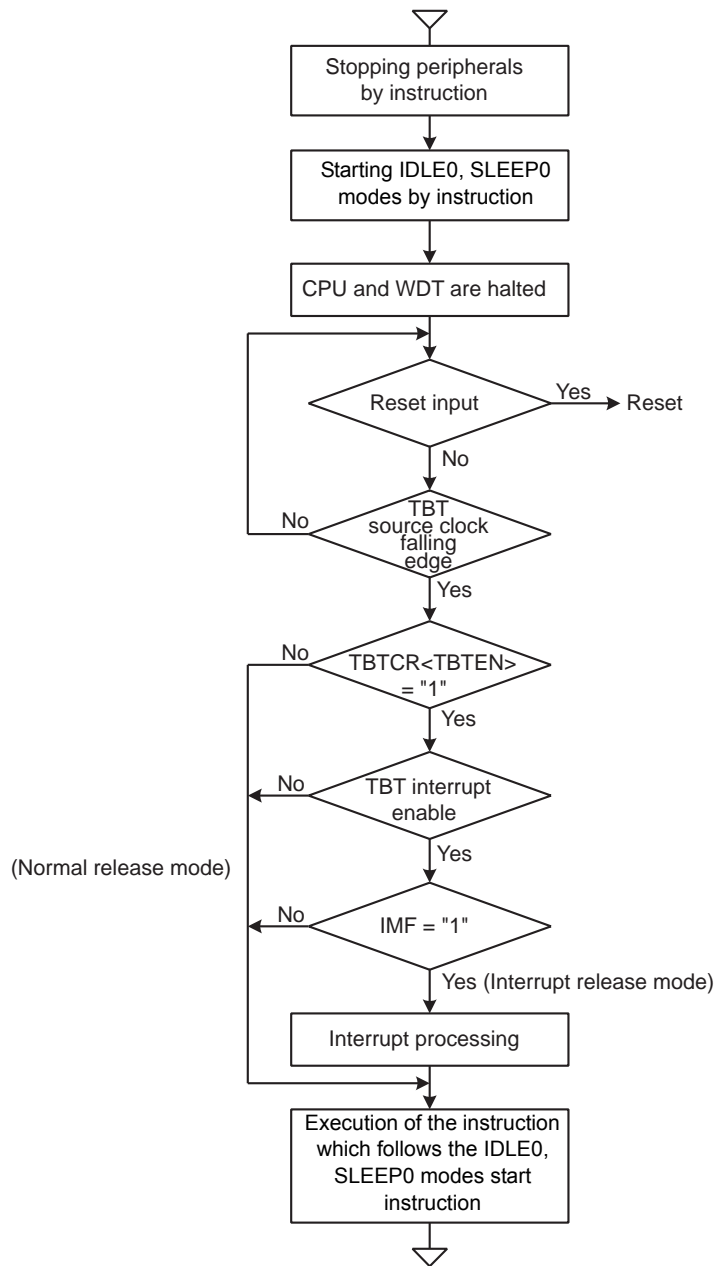 Stopping peripherals
by instruction
Starting IDLE0, SLEEP0
modes by instruction
CPU and WDT are halted
Reset input
Yes
Reset
No
No
TBT
source clock
falling
edge
Yes
No
TBTCR<TBTEN>
= "1"
Yes
No
TBT interrupt
enable
Yes
(Normal release mode)
No
IMF = "1"
Yes (Interrupt release mode)
Interrupt processing
Execution of the instruction
which follows the IDLE0,
SLEEP0 modes start
instruction